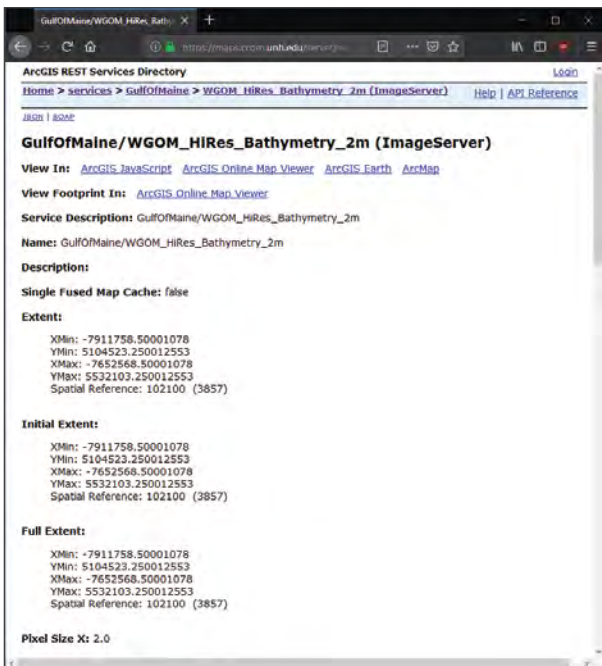 GulfOfMaine/WGOM_HiRes_Bathy
ArcGIS REST Services Directory
Login
Home > services > GulfOfMaine > WGOM_HiRes_Bathymetry_2m (ImageServer)
Help | API Reference
JSON | SOAP
GulfOfMaine/WGOM_HiRes_Bathymetry_2m (ImageServer)
View In: ArcGIS JavaScript ArcGIS Online Map Viewer ArcGIS Earth ArcMap
View Footprint In: ArcGIS Online Map Viewer
Service Description: GulfOfMaine/WGOM_HiRes_Bathymetry_2m
Name: GulfOfMaine/WGOM_HiRes_Bathymetry_2m
Description:
Single Fused Map Cache: false
Extent:
XMin: -7911758.50001078
YMin: 5104523.250012553
XMax: -7652568.50001078
YMax: 5532103.250012553
Spatial Reference: 102100 (3857)
Initial Extent:
XMin: -7911758.50001078
YMin: 5104523.250012553
XMax: -7652568.50001078
YMax: 5532103.250012553
Spatial Reference: 102100 (3857)
Full Extent:
XMin: -7911758.50001078
YMin: 5104523.250012553
XMax: -7652568.50001078
YMax: 5532103.250012553
Spatial Reference: 102100 (3857)
Pixel Size X: 2.0